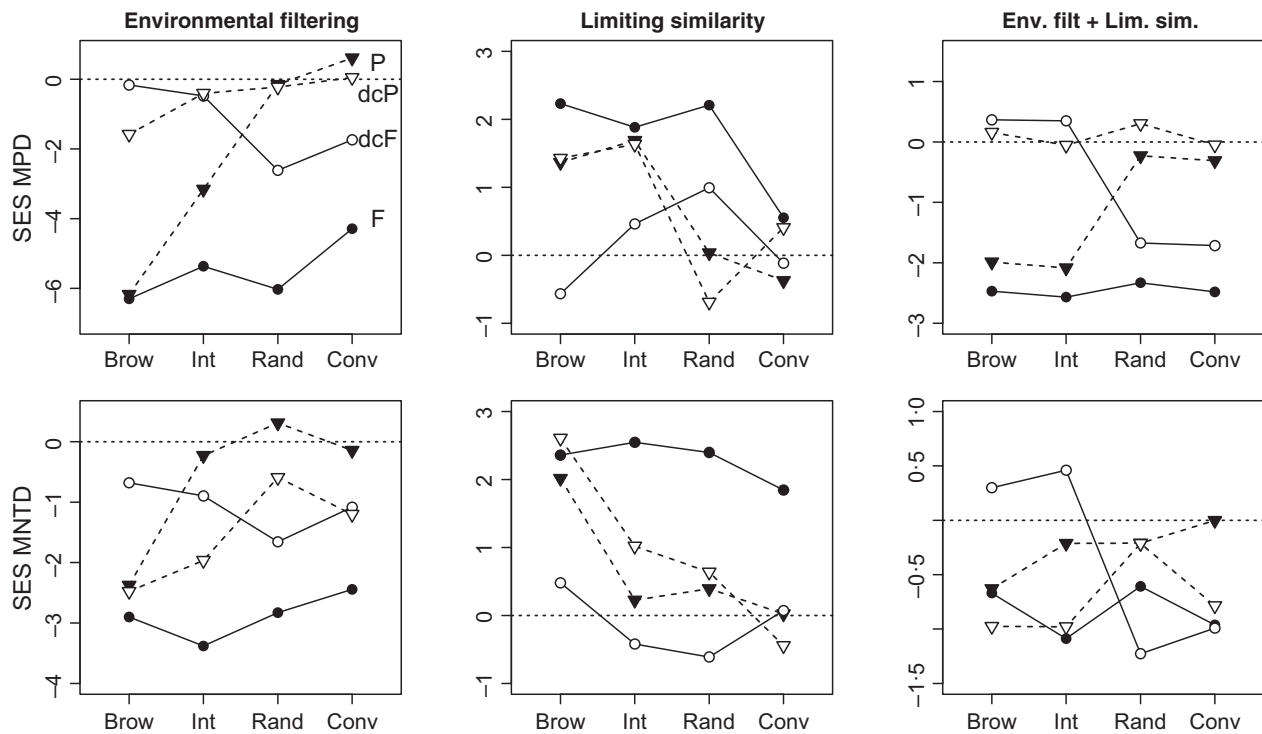 Environmental filtering
Limiting similarity
Env. filt + Lim. sim.
SES MPD
0
−2
−4
−6
P
dcP
dcF
F
Brow Int Rand Conv
3
2
1
0
−1
Brow Int Rand Conv
1
0
−1
−2
−3
Brow Int Rand Conv
SES MNTD
0
−1
−2
−3
−4
Brow Int Rand Conv
3
2
1
0
−1
Brow Int Rand Conv
1·0
0·5
−0·5
−1·5
Brow Int Rand Conv